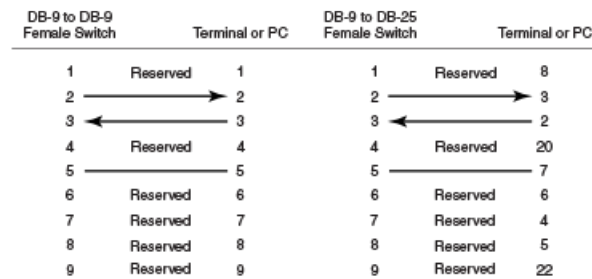 DB-9 to DB-9
Female Switch Terminal or PC
1 Reserved 1
2 2
3 3
4 Reserved 4
5 5
6 Reserved 6
7 Reserved 7
8 Reserved 8
9 Reserved 9
DB-9 to DB-25
Female Switch Terminal or PC
1 Reserved 8
2 3
3 2
4 Reserved 20
5 7
6 Reserved 6
7 Reserved 4
8 Reserved 5
9 Reserved 22